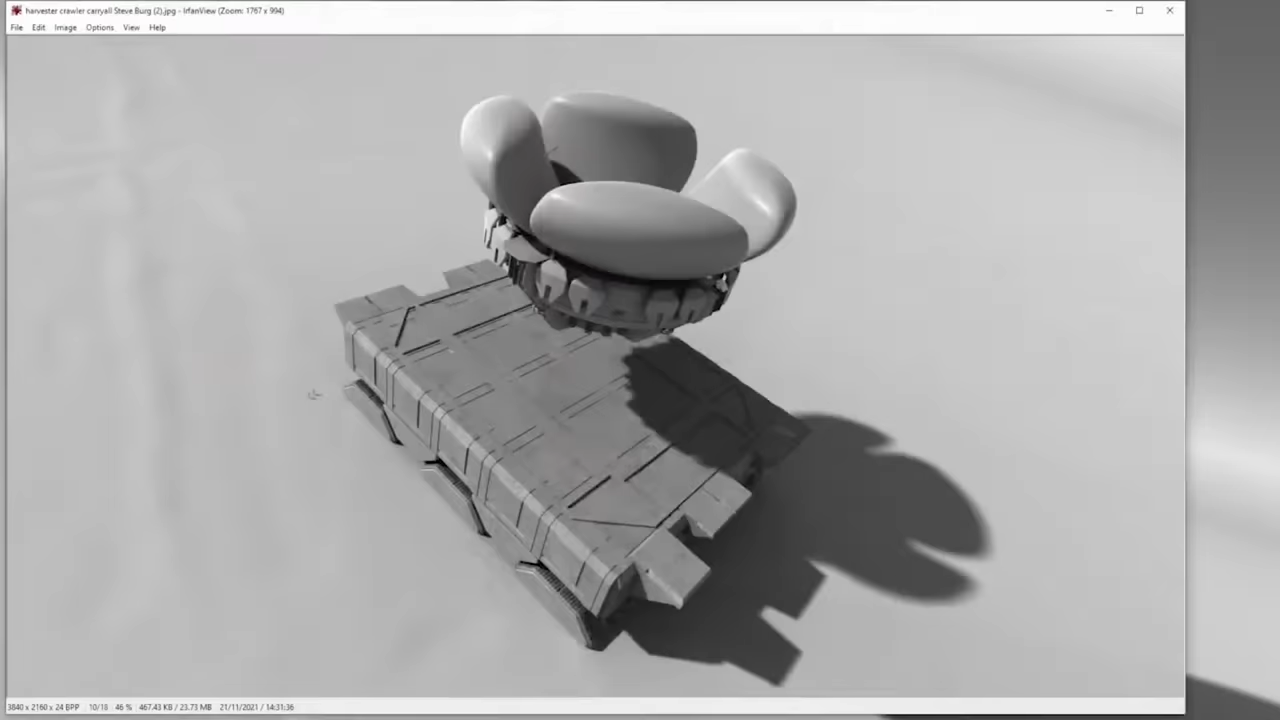 harvester crawler carryall Steve Burg (2).jpg - IrfanView (Zoom: 1767 x 994)
File Edit Image Options View Help
3840 x 2160 x 24 BPP 10/18 46 % 467.43 KB / 23.73 MB 21/11/2021 / 14:31:36